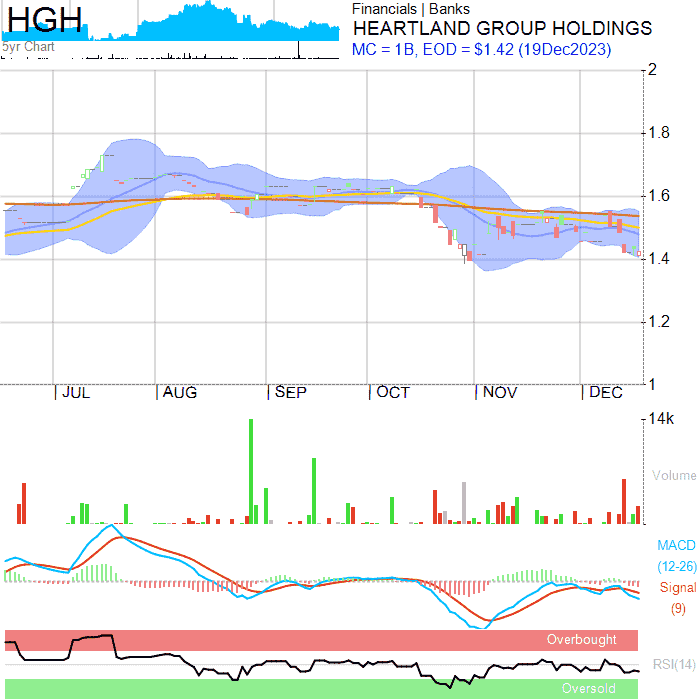 HGH
5yr Chart
Financials | Banks
HEARTLAND GROUP HOLDINGS
MC = 1B, EOD = $1.42 (19Dec2023)
2
1.8
1.6
1.4
1.2
1
JUL AUG SEP OCT NOV DEC
14k
Volume
MACD
(12-26)
Signal
(9)
Overbought
RSI(14)
Oversold